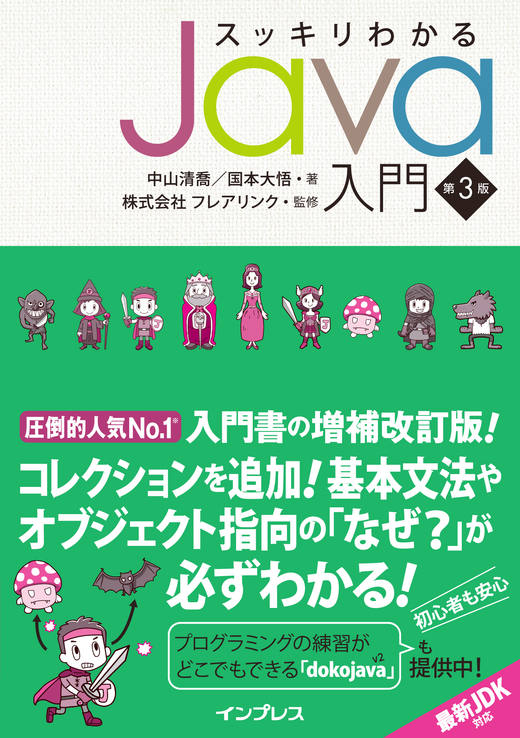 スッキリわかる
Java
入門 第3版
中山清喬/国本大悟・著
株式会社 フレアリンク・監修
圧倒的人気No.1※ 入門書の増補改訂版!
コレクションを追加!基本文法や
オブジェクト指向の「なぜ?」が
必ずわかる!
初心者も安心
プログラミングの練習が
どこでもできる「dokojava v2」
も
提供中!
最新JDK
対応
インプレス
J
J